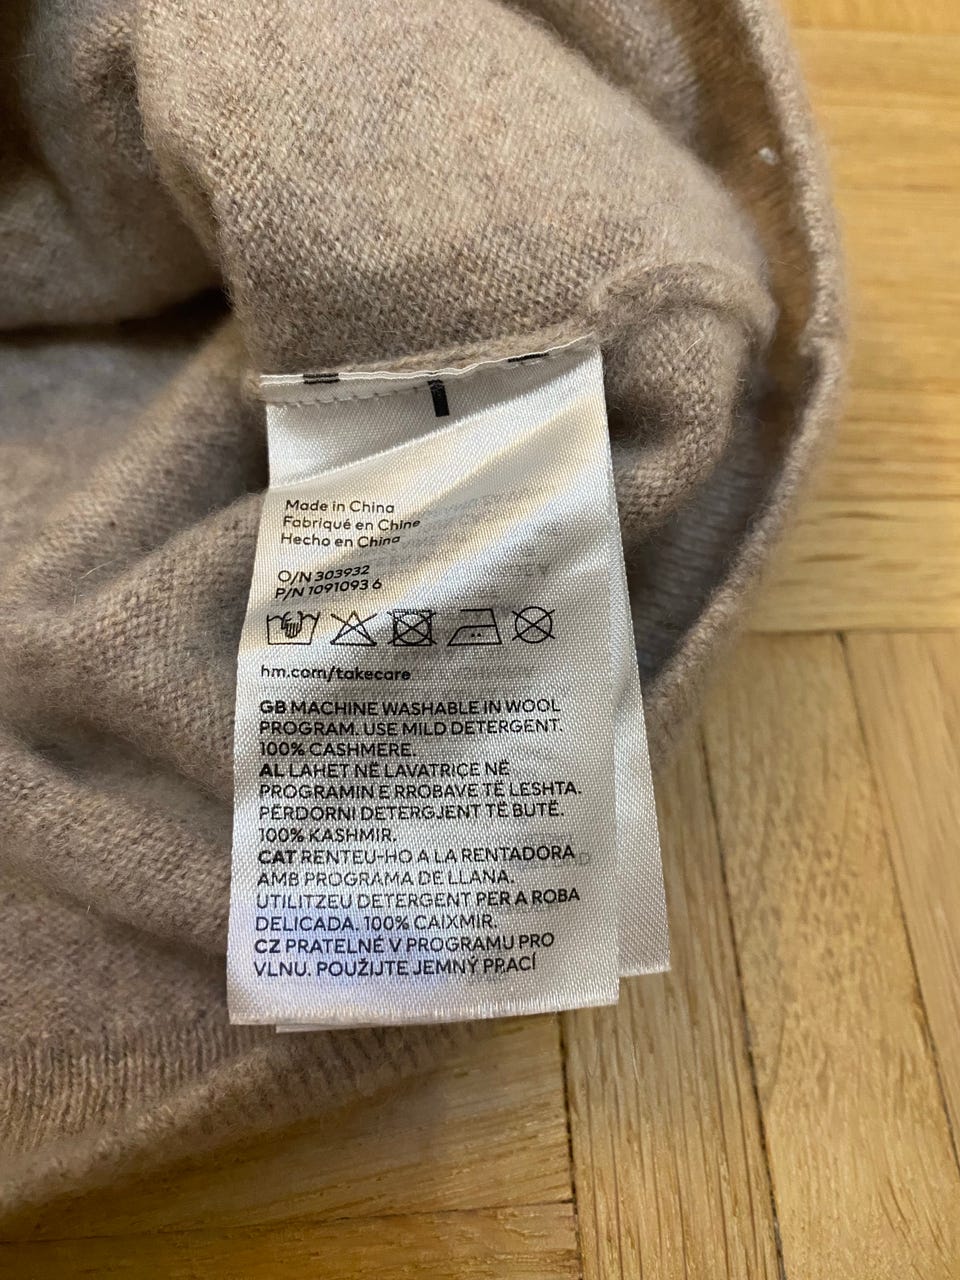 Made in China
Fabriqué en Chine
Hecho en China
O/N 303932
P/N 1091093 6
hm.com/takecare
GB MACHINE WASHABLE IN WOOL
PROGRAM. USE MILD DETERGENT.
100% CASHMERE.
AL LAHET NË LAVATRIÇE NË
PROGRAMIN E RROBAVE TË LESHTA.
PËRDORNI DETERGJENT TË BUTË.
100% KASHMIR.
CAT RENTEU-HO A LA RENTADORA
AMB PROGRAMA DE LLANA.
UTILITZEU DETERGENT PER A ROBA
DELICADA. 100% CAIXMIR.
CZ PRATELNÉ V PROGRAMU PRO
VLNU. POUŽIJTE JEMNÝ PRACÍ